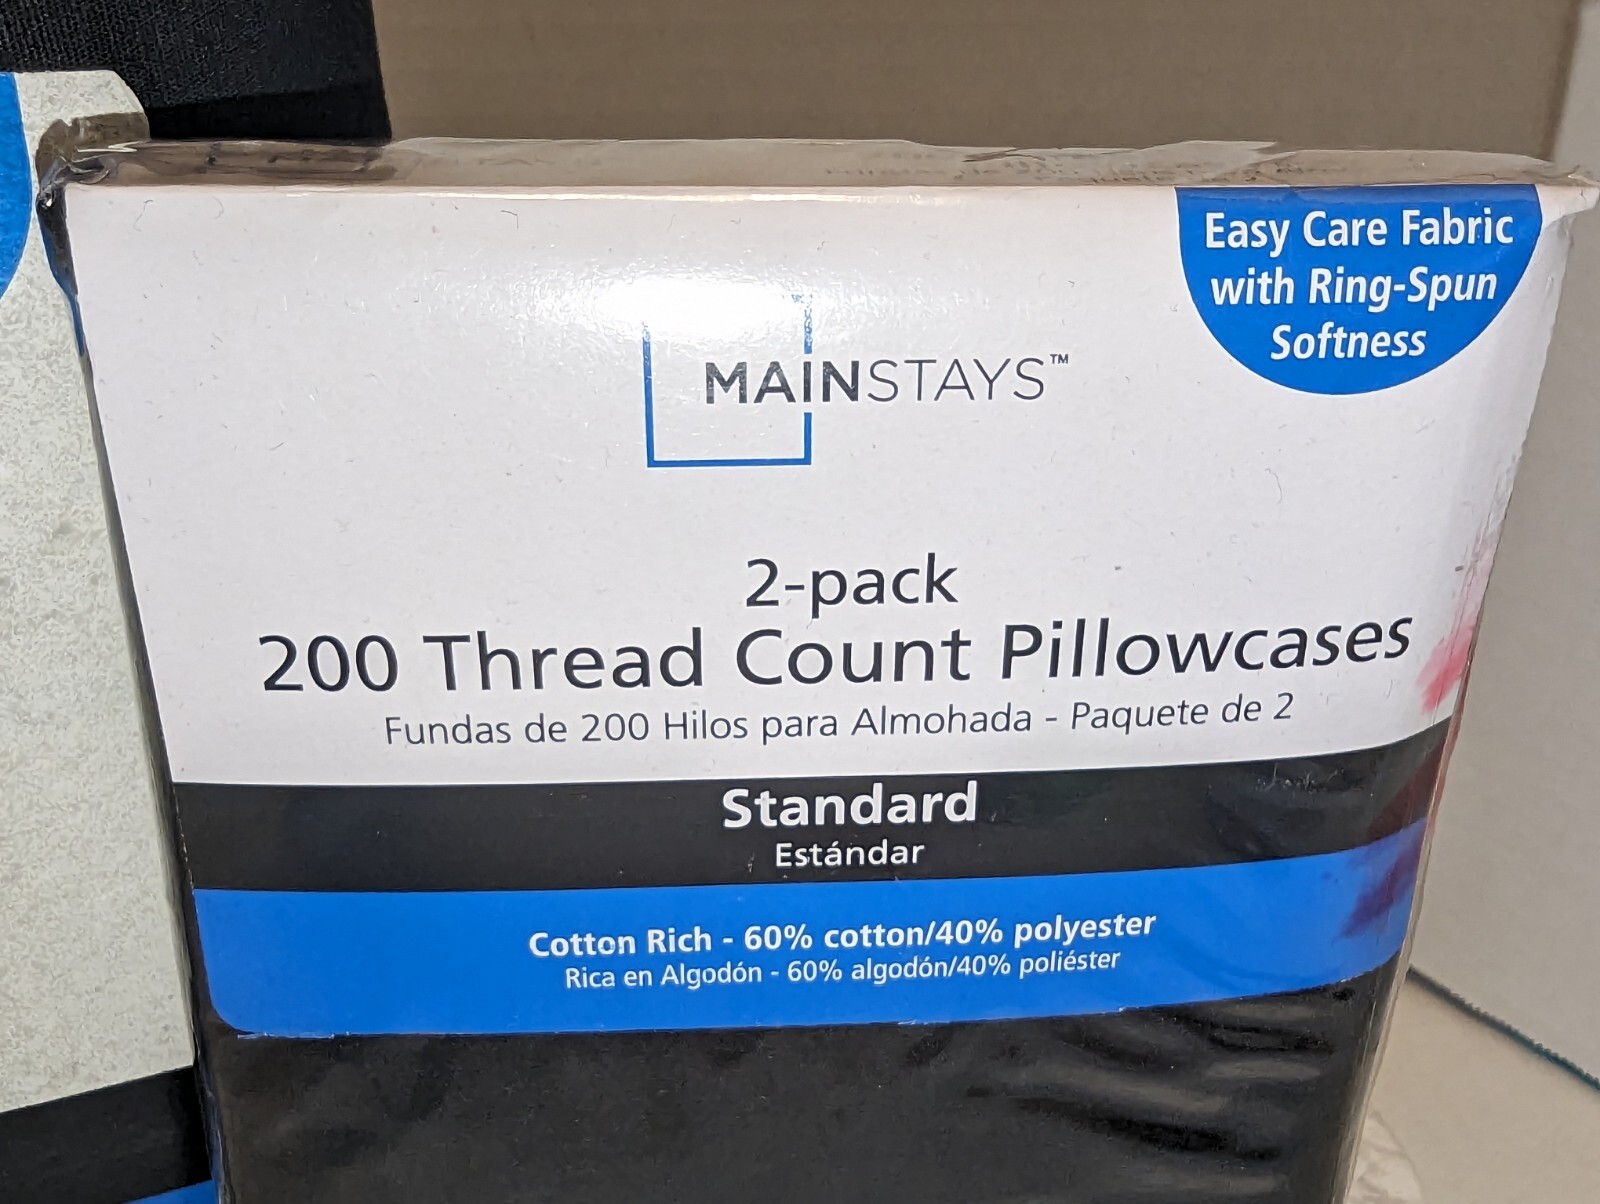 Easy Care Fabric
with Ring-Spun
Softness
MAINSTAYS™
2-pack
200 Thread Count Pillowcases
Fundas de 200 Hilos para Almohada - Paquete de 2
Standard
Estándar
Cotton Rich - 60% cotton/40% polyester
Rica en Algodón - 60% algodón/40% poliéster